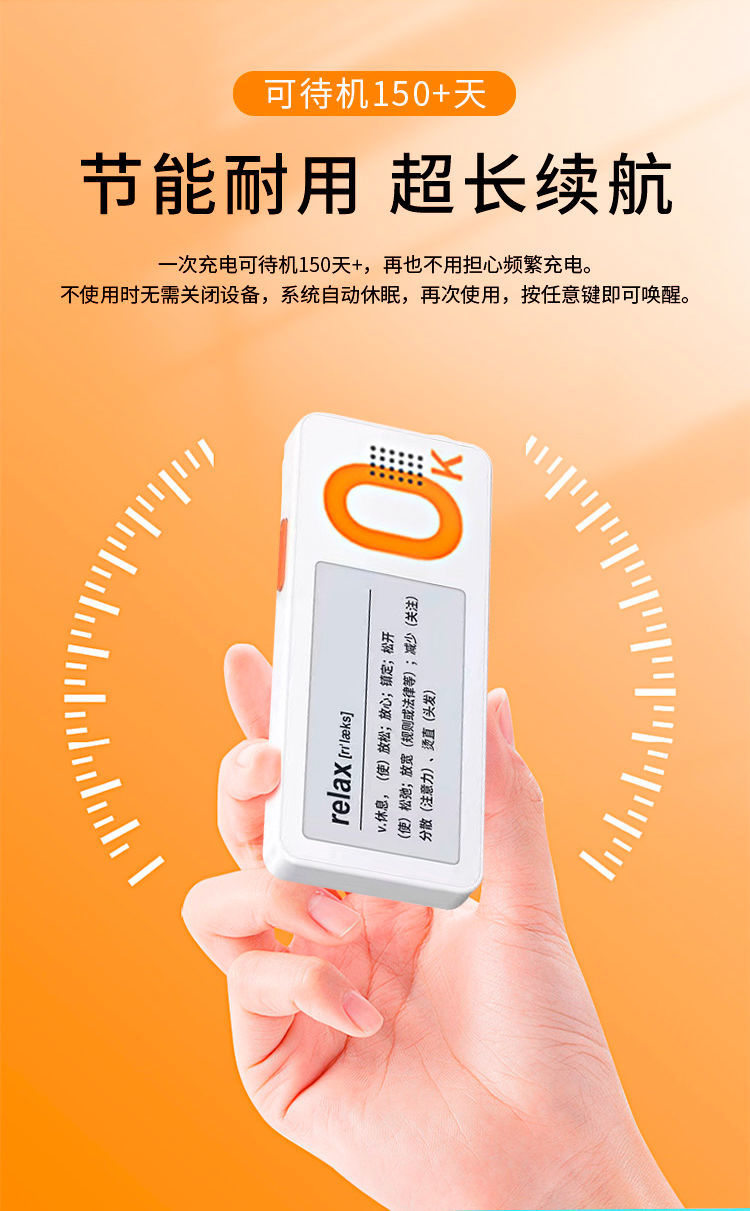 可待机150+天
节能耐用 超长续航
一次充电可待机150天+，再也不用担心频繁充电。
不使用时无需关闭设备，系统自动休眠，再次使用，按任意键即可唤醒。
OK
relax [rɪˈlæks]
v.休息，（使）放松；放心；镇定；松开
（使）松弛；放宽（规则或法律等）；减少（关注）
分散（注意力）、烫直（头发）